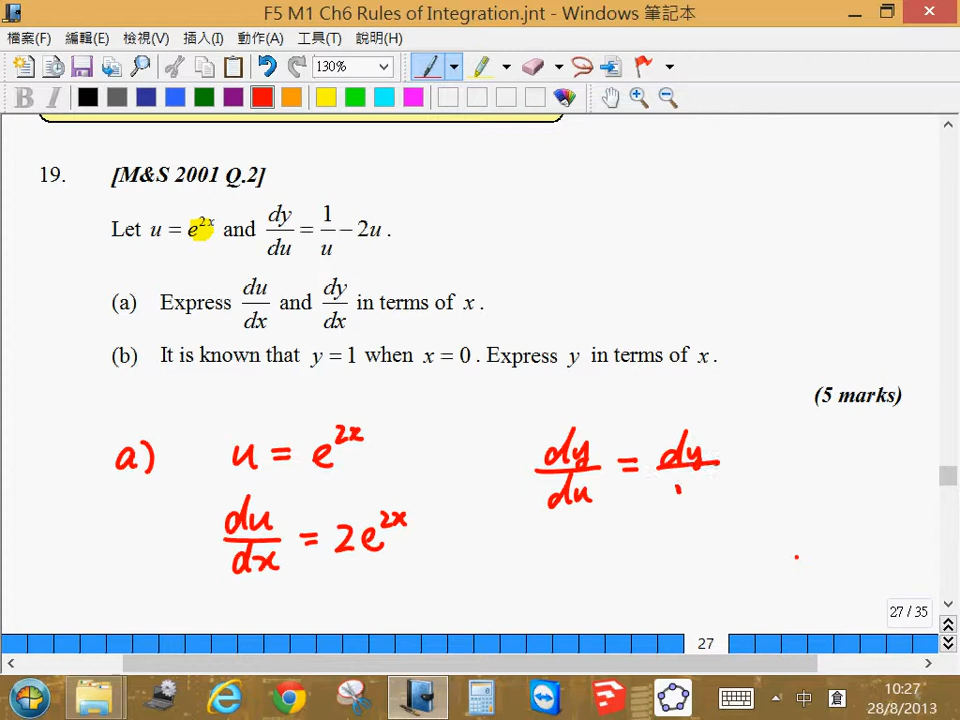 F5 M1 Ch6 Rules of Integration.jnt - Windows 筆記本
檔案(F) 編輯(E) 檢視(V) 插入(I) 動作(A) 工具(T) 說明(H)
130%
B I
19. [M&S 2001 Q.2]
Let u = e^{2x} and dy/du = 1/u − 2u .
(a) Express du/dx and dy/dx in terms of x .
(b) It is known that y = 1 when x = 0 . Express y in terms of x .
(5 marks)
a) u = e^{2x} dy/du = dy
du/dx = 2e^{2x}
27 / 35
27
中 倉 10:27
28/8/2013